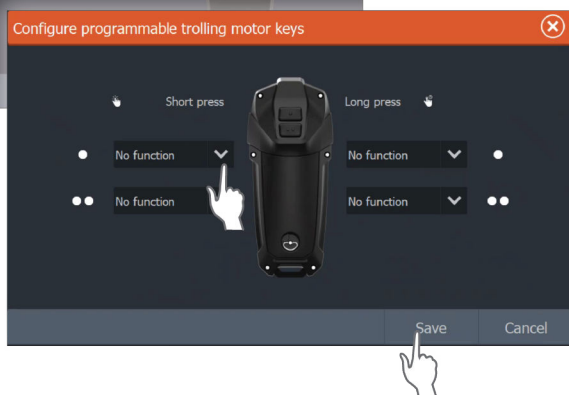 Configure programmable trolling motor keys
Short press
Long press
No function
No function
No function
No function
Save
Cancel